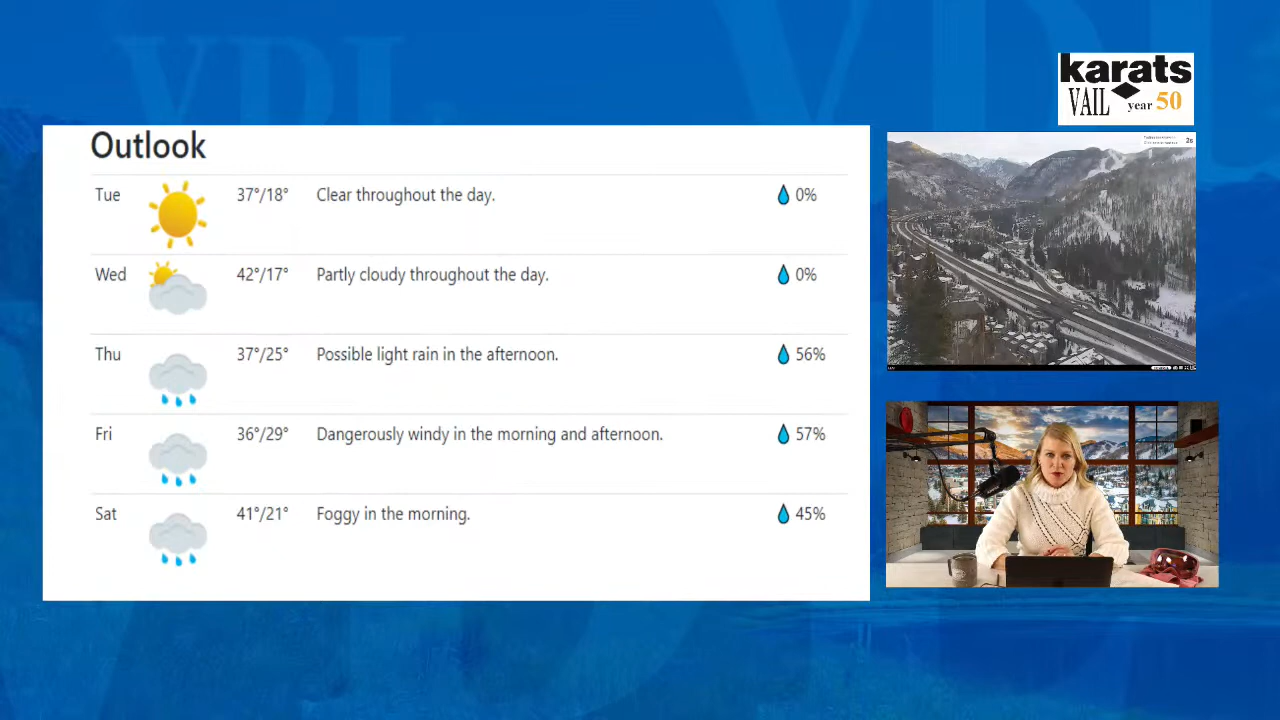 VDL
karats
VAIL year 50
Outlook
Tue 37°/18° Clear throughout the day. 0%
Wed 42°/17° Partly cloudy throughout the day. 0%
Thu 37°/25° Possible light rain in the afternoon. 56%
Fri 36°/29° Dangerously windy in the morning and afternoon. 57%
Sat 41°/21° Foggy in the morning. 45%
2s